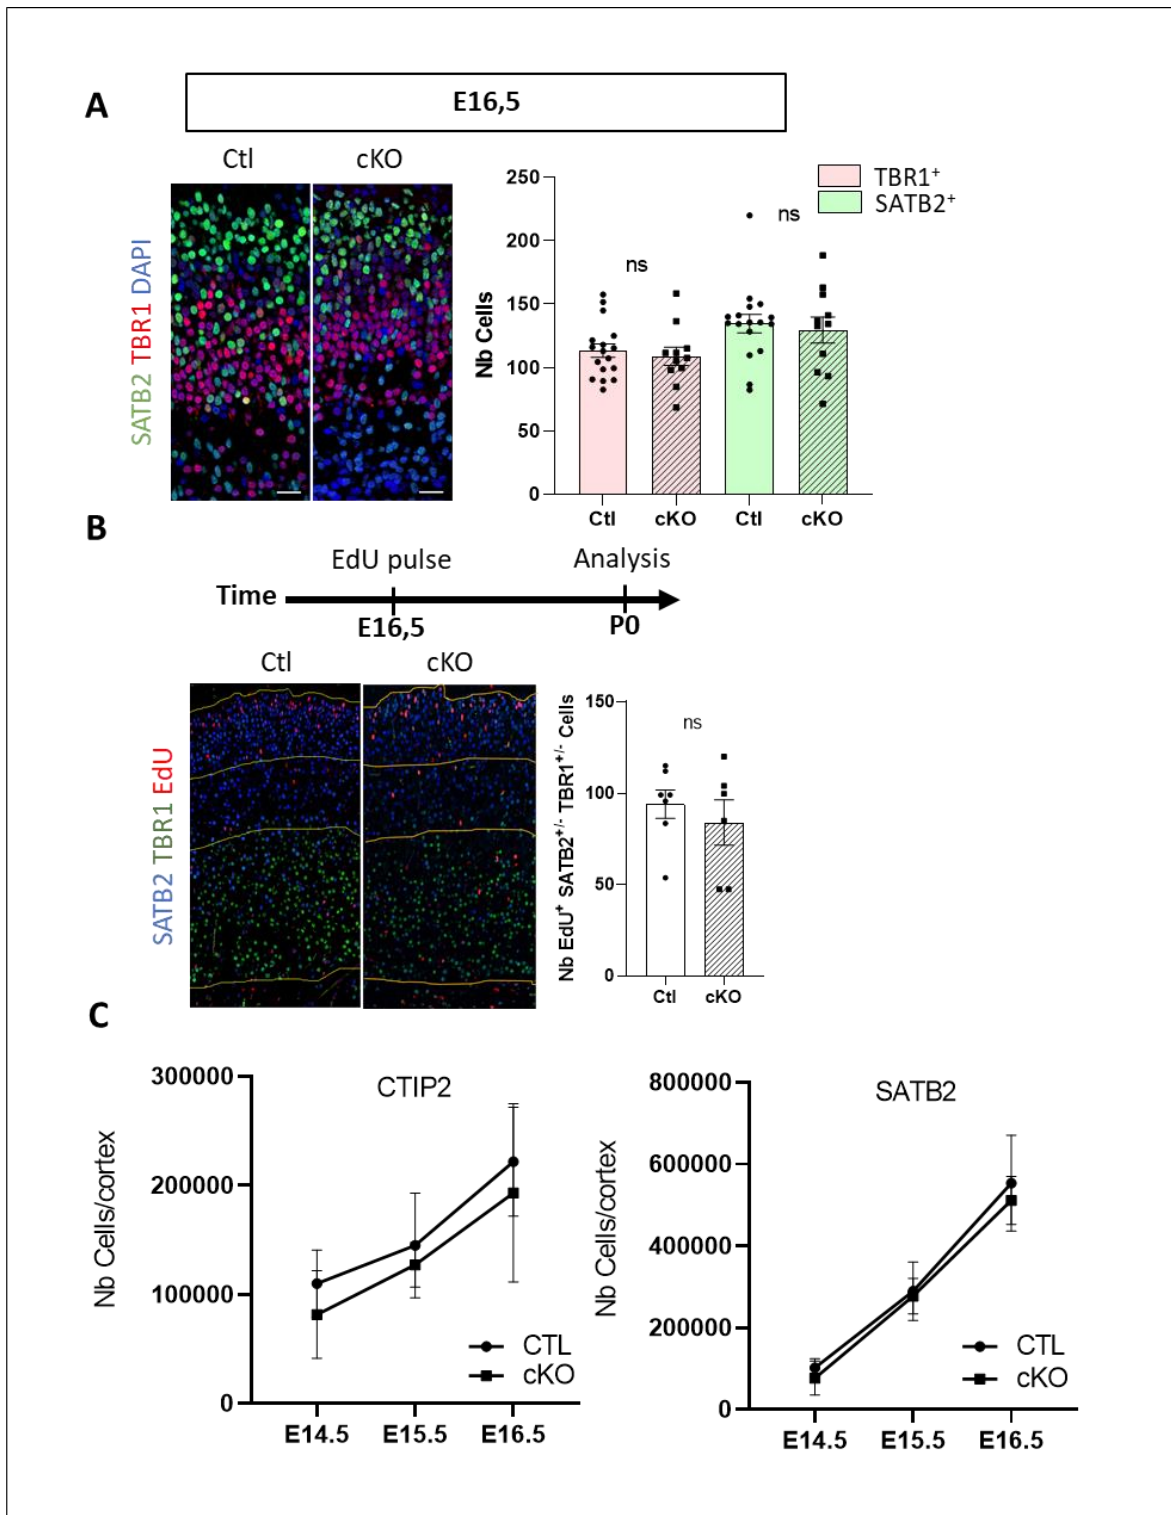 A
E16,5
Ctl
cKO
SATB2 TBR1 DAPI
250
200
150
100
50
0
Nb Cells
ns
ns
TBR1+
SATB2+
Ctl
cKO
Ctl
cKO
B
EdU pulse
Analysis
Time
E16,5
P0
Ctl
cKO
SATB2 TBR1 EdU
Nb EdU+ SATB2+/- TBR1+/- Cells
150
100
50
0
ns
Ctl
cKO
C
CTIP2
Nb Cells/cortex
300000
200000
100000
0
CTL
cKO
E14.5
E15.5
E16.5
SATB2
Nb Cells/cortex
800000
600000
400000
200000
0
CTL
cKO
E14.5
E15.5
E16.5